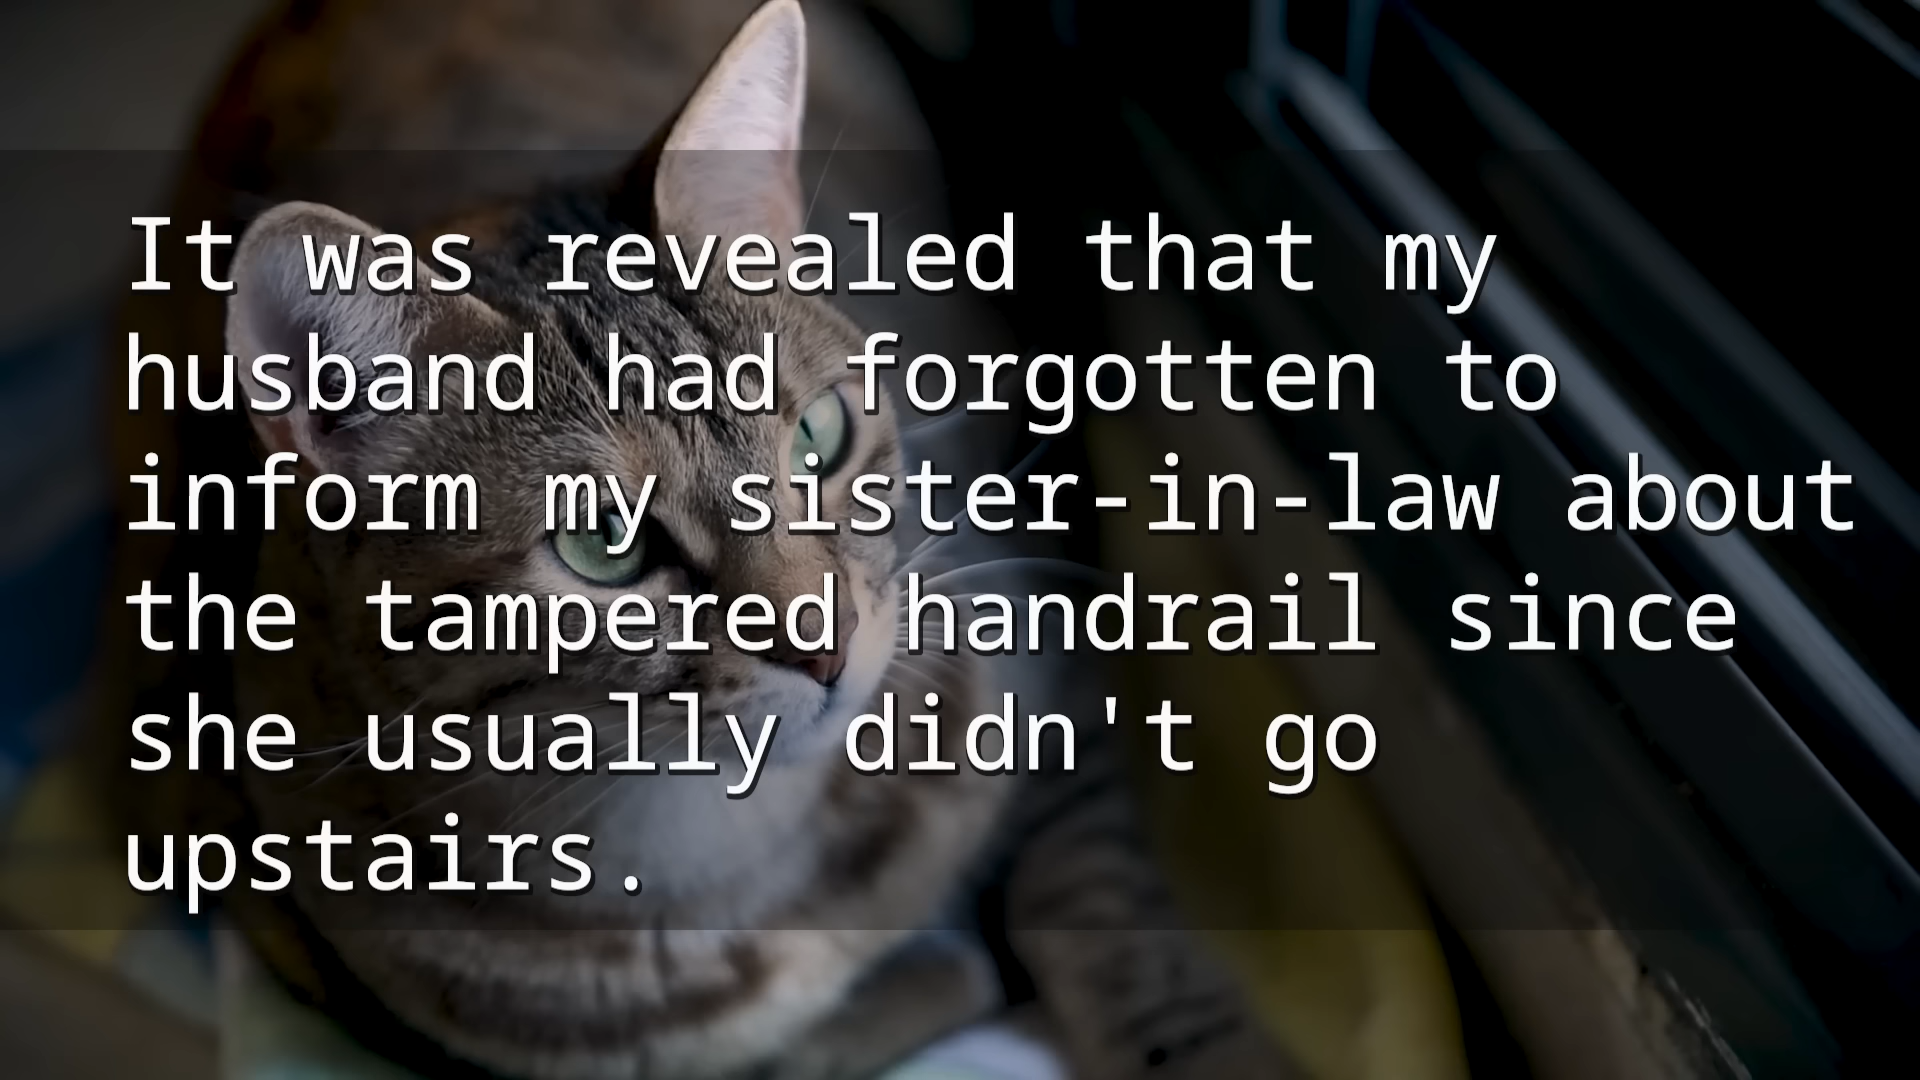 It was revealed that my
husband had forgotten to
inform my sister-in-law about
the tampered handrail since
she usually didn't go
upstairs.